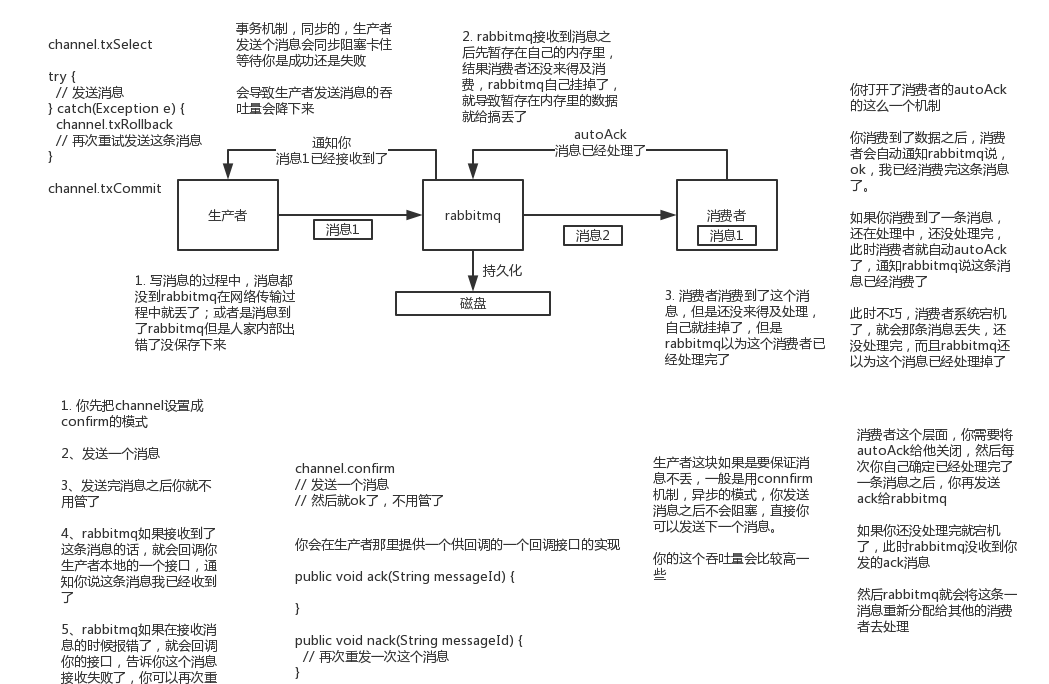 channel.txSelect
try {
// 发送消息
} catch(Exception e) {
channel.txRollback
// 再次重试发送这条消息
}
channel.txCommit
事务机制，同步的，生产者
发送个消息会同步阻塞卡住
等待你是成功还是失败
会导致生产者发送消息的吞
吐量会降下来
2. rabbitmq接收到消息之
后先暂存在自己的内存里，
结果消费者还没来得及消
费，rabbitmq自己挂掉了，
就导致暂存在内存里的数据
就给搞丢了
你打开了消费者的autoAck
的这么一个机制
你消费到了数据之后，消费
者会自动通知rabbitmq说，
ok，我已经消费完这条消息
了。
如果你消费到了一条消息，
还在处理中，还没处理完，
此时消费者就自动autoAck
了，通知rabbitmq说这条消
息已经消费了
此时不巧，消费者系统宕机
了，就会那条消息丢失，还
没处理完，而且rabbitmq还
以为这个消息已经处理掉了
通知你
消息1已经接收到了
autoAck
消息已经处理了
生产者
消息1
rabbitmq
消息2
消费者
消息1
持久化
磁盘
1. 写消息的过程中，消息都
没到rabbitmq在网络传输过
程中就丢了；或者是消息到
了rabbitmq但是人家内部出
错了没保存下来
3. 消费者消费到了这个消
息，但是还没来得及处理，
自己就挂掉了，但是
rabbitmq以为这个消费者已
经处理完了
1. 你先把channel设置成
confirm的模式
2、发送一个消息
3、发送完消息之后你就不
用管了
4、rabbitmq如果接收到了
这条消息的话，就会回调你
生产者本地的一个接口，通
知你说这条消息我已经收到
了
5、rabbitmq如果在接收消
息的时候报错了，就会回调
你的接口，告诉你这个消息
接收失败了，你可以再次重
channel.confirm
// 发送一个消息
// 然后就ok了，不用管了
你会在生产者那里提供一个供回调的一个回调接口的实现
public void ack(String messageId) {
}
public void nack(String messageId) {
// 再次重发一次这个消息
}
生产者这块如果是要保证消
息不丢，一般是用connfirm
机制，异步的模式，你发送
消息之后不会阻塞，直接你
可以发送下一个消息。
你的这个吞吐量会比较高一
些
消费者这个层面，你需要将
autoAck给他关闭，然后每
次你自己确定已经处理完了
一条消息之后，你再发送
ack给rabbitmq
如果你还没处理完就宕机
了，此时rabbitmq没收到你
发的ack消息
然后rabbitmq就会将这条一
消息重新分配给其他的消费
者去处理